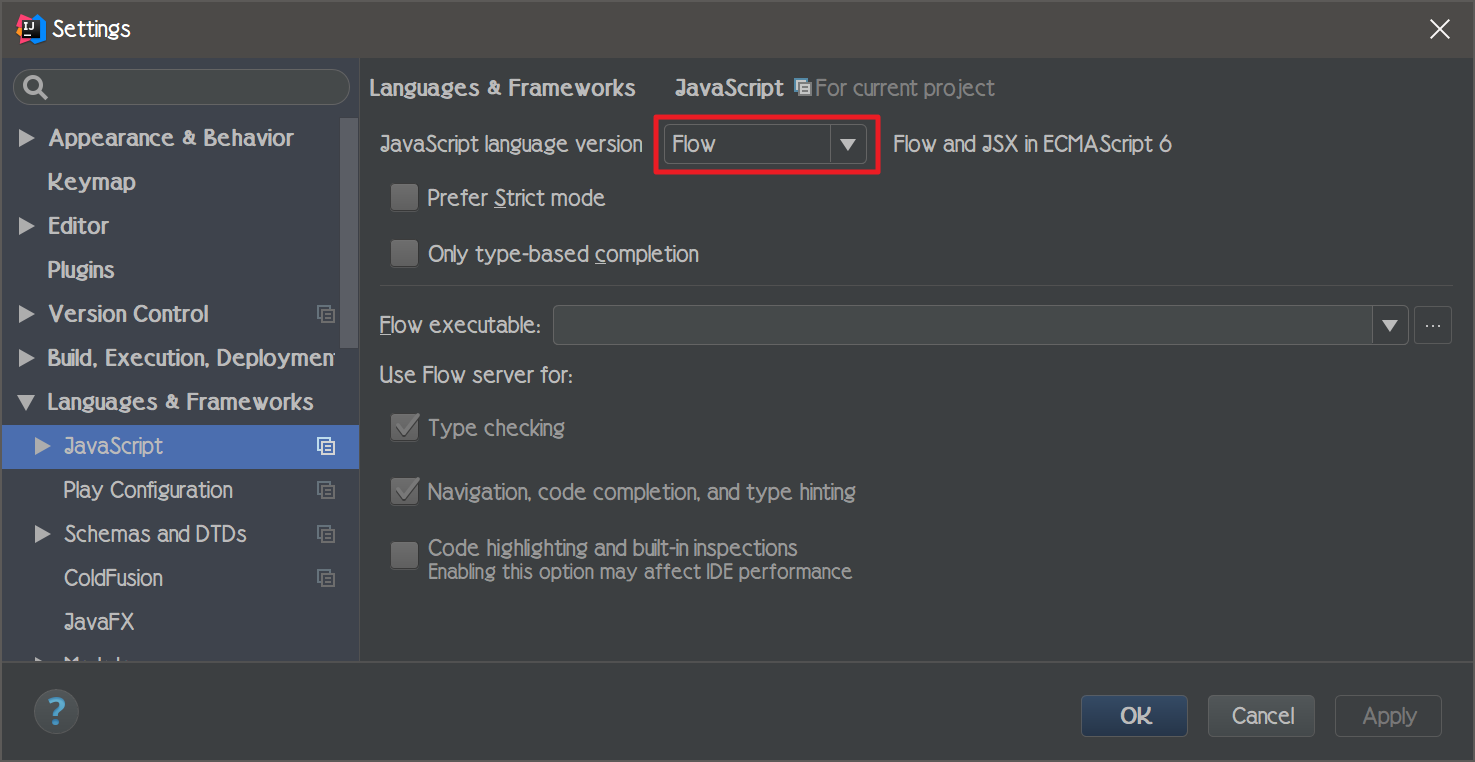 IJ
Settings
Languages & Frameworks JavaScript For current project
Appearance & Behavior
Keymap
Editor
Plugins
Version Control
Build, Execution, Deploymen
Languages & Frameworks
JavaScript
Play Configuration
Schemas and DTDs
ColdFusion
JavaFX
JavaScript language version Flow Flow and JSX in ECMAScript 6
Prefer Strict mode
Only type-based completion
Flow executable: ...
Use Flow server for:
Type checking
Navigation, code completion, and type hinting
Code highlighting and built-in inspections
Enabling this option may affect IDE performance
?
OK Cancel Apply